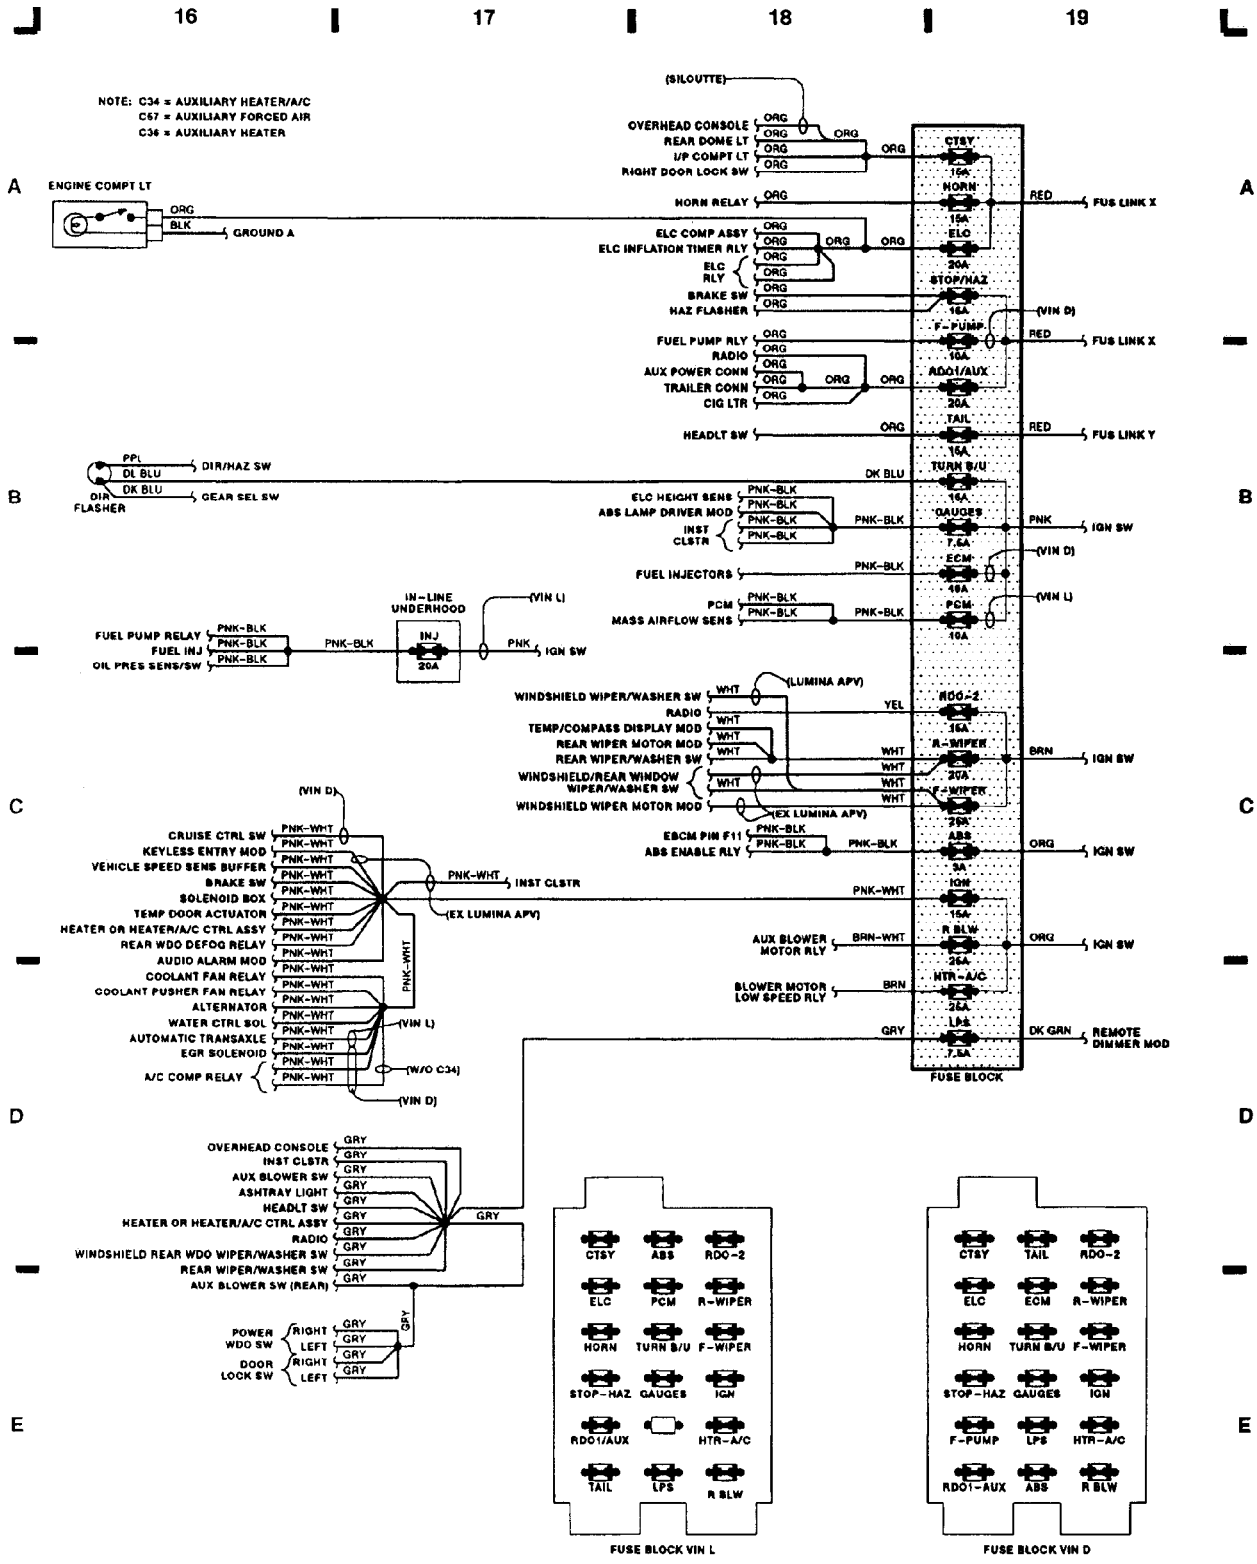 16 17 18 19
NOTE: C34 = AUXILIARY HEATER/A/C
C67 = AUXILIARY FORCED AIR
C36 = AUXILIARY HEATER
(SILOUTTE)
OVERHEAD CONSOLE ORG
REAR DOME LT ORG ORG
I/P COMPT LT ORG ORG
RIGHT DOOR LOCK SW ORG
CTSY
15A
A A
ENGINE COMPT LT
ORG
BLK
GROUND A
HORN RELAY ORG
HORN
15A
RED FUS LINK X
ELC COMP ASSY ORG
ELC INFLATION TIMER RLY ORG ORG ORG
ELC
RLY
ORG
ORG
ELC
20A
BRAKE SW ORG
HAZ FLASHER ORG
STOP/HAZ
15A
(VIN D)
FUEL PUMP RLY ORG
F-PUMP
10A
RED FUS LINK X
RADIO ORG
AUX POWER CONN ORG
TRAILER CONN ORG ORG ORG
CIG LTR ORG
RDO1/AUX
20A
HEADLT SW ORG
TAIL
15A
RED FUS LINK Y
PPL DIR/HAZ SW
DL BLU
DK BLU GEAR SEL SW
DIR
FLASHER
DK BLU
TURN B/U
15A
B B
ELC HEIGHT SENS PNK-BLK
ABS LAMP DRIVER MOD PNK-BLK
INST
CLSTR
PNK-BLK
PNK-BLK
PNK-BLK
GAUGES
7.5A
PNK IGN SW
(VIN D)
FUEL INJECTORS PNK-BLK
ECM
10A
(VIN L)
PCM PNK-BLK
MASS AIRFLOW SENS PNK-BLK PNK-BLK
PCM
10A
IN-LINE
UNDERHOOD
(VIN L)
FUEL PUMP RELAY PNK-BLK
FUEL INJ PNK-BLK PNK-BLK
OIL PRES SENS/SW PNK-BLK
INJ
20A
PNK IGN SW
(LUMINA APV)
WINDSHIELD WIPER/WASHER SW WHT
RADIO YEL
RDO-2
15A
TEMP/COMPASS DISPLAY MOD WHT
REAR WIPER MOTOR MOD WHT
REAR WIPER/WASHER SW WHT WHT
R-WIPER
20A
BRN IGN SW
WINDSHIELD/REAR WINDOW
WIPER/WASHER SW
WHT
WHT
WINDSHIELD WIPER MOTOR MOD WHT
F-WIPER
25A
(EX LUMINA APV)
C C
EBCM PIN F11 PNK-BLK
ABS ENABLE RLY PNK-BLK PNK-BLK
ABS
3A
ORG IGN SW
(VIN D)
CRUISE CTRL SW PNK-WHT
KEYLESS ENTRY MOD PNK-WHT
VEHICLE SPEED SENS BUFFER PNK-WHT
BRAKE SW PNK-WHT
PNK-WHT INST CLSTR
SOLENOID BOX PNK-WHT
PNK-WHT
IGN
15A
TEMP DOOR ACTUATOR PNK-WHT
(EX LUMINA APV)
HEATER OR HEATER/A/C CTRL ASSY PNK-WHT
REAR WDO DEFOG RELAY PNK-WHT
AUDIO ALARM MOD PNK-WHT
PNK-WHT
AUX BLOWER
MOTOR RLY
BRN-WHT
R BLW
25A
ORG IGN SW
COOLANT FAN RELAY PNK-WHT
COOLANT PUSHER FAN RELAY PNK-WHT
ALTERNATOR PNK-WHT
WATER CTRL SOL PNK-WHT
(VIN L)
AUTOMATIC TRANSAXLE PNK-WHT
EGR SOLENOID PNK-WHT
A/C COMP RELAY
PNK-WHT
PNK-WHT
(W/O C34)
(VIN D)
BLOWER MOTOR
LOW SPEED RLY
BRN
HTR-A/C
25A
GRY
LPS
7.5A
DK GRN REMOTE
DIMMER MOD
FUSE BLOCK
D D
OVERHEAD CONSOLE GRY
INST CLSTR GRY
AUX BLOWER SW GRY
ASHTRAY LIGHT GRY
HEADLT SW GRY
HEATER OR HEATER/A/C CTRL ASSY GRY GRY
RADIO GRY
WINDSHIELD REAR WDO WIPER/WASHER SW GRY
REAR WIPER/WASHER SW GRY
AUX BLOWER SW (REAR) GRY
GRY
POWER
WDO SW
RIGHT GRY
LEFT GRY
DOOR
LOCK SW
RIGHT GRY
LEFT GRY
E E
CTSY ABS RDO-2
ELC PCM R-WIPER
HORN TURN B/U F-WIPER
STOP-HAZ GAUGES IGN
RDO1/AUX HTR-A/C
TAIL LPS R BLW
FUSE BLOCK VIN L
CTSY TAIL RDO-2
ELC ECM R-WIPER
HORN TURN B/U F-WIPER
STOP-HAZ GAUGES IGN
F-PUMP LPS HTR-A/C
RDO1-AUX ABS R BLW
FUSE BLOCK VIN D